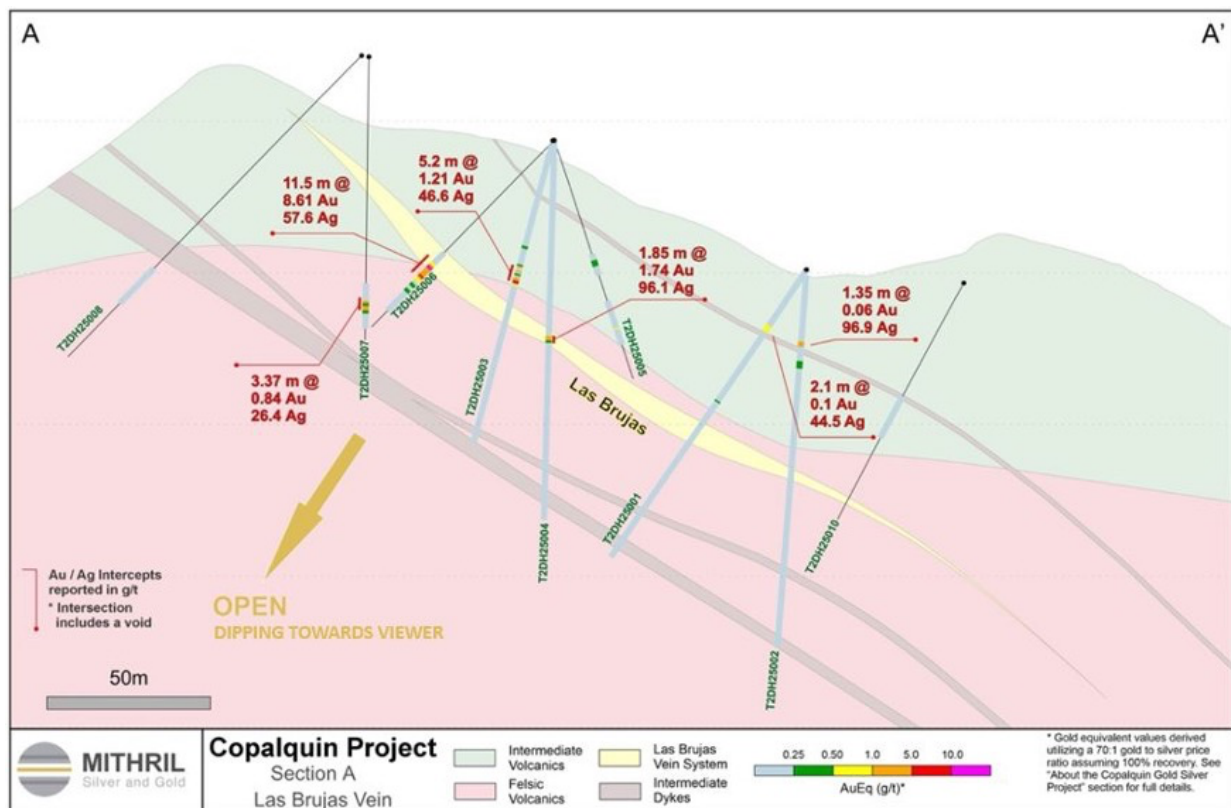 A
A'
11.5 m @
8.61 Au
57.6 Ag
5.2 m @
1.21 Au
46.6 Ag
1.85 m @
1.74 Au
96.1 Ag
1.35 m @
0.06 Au
96.9 Ag
2.1 m @
0.1 Au
44.5 Ag
3.37 m @
0.84 Au
26.4 Ag
T2DH25008
T2DH25007
T2DH25006
T2DH25003
T2DH25004
T2DH25005
T2DH25001
T2DH25002
T2DH25010
Las Brujas
Au / Ag Intercepts
reported in g/t
* Intersection
includes a void
OPEN
DIPPING TOWARDS VIEWER
50m
MITHRIL
Silver and Gold
Copalquin Project
Section A
Las Brujas Vein
Intermediate
Volcanics
Felsic
Volcanics
Las Brujas
Vein System
Intermediate
Dykes
0.25 0.50 1.0 5.0 10.0
AuEq (g/t)*
* Gold equivalent values derived
utilizing a 70:1 gold to silver price
ratio assuming 100% recovery. See
"About the Copalquin Gold Silver
Project" section for full details.